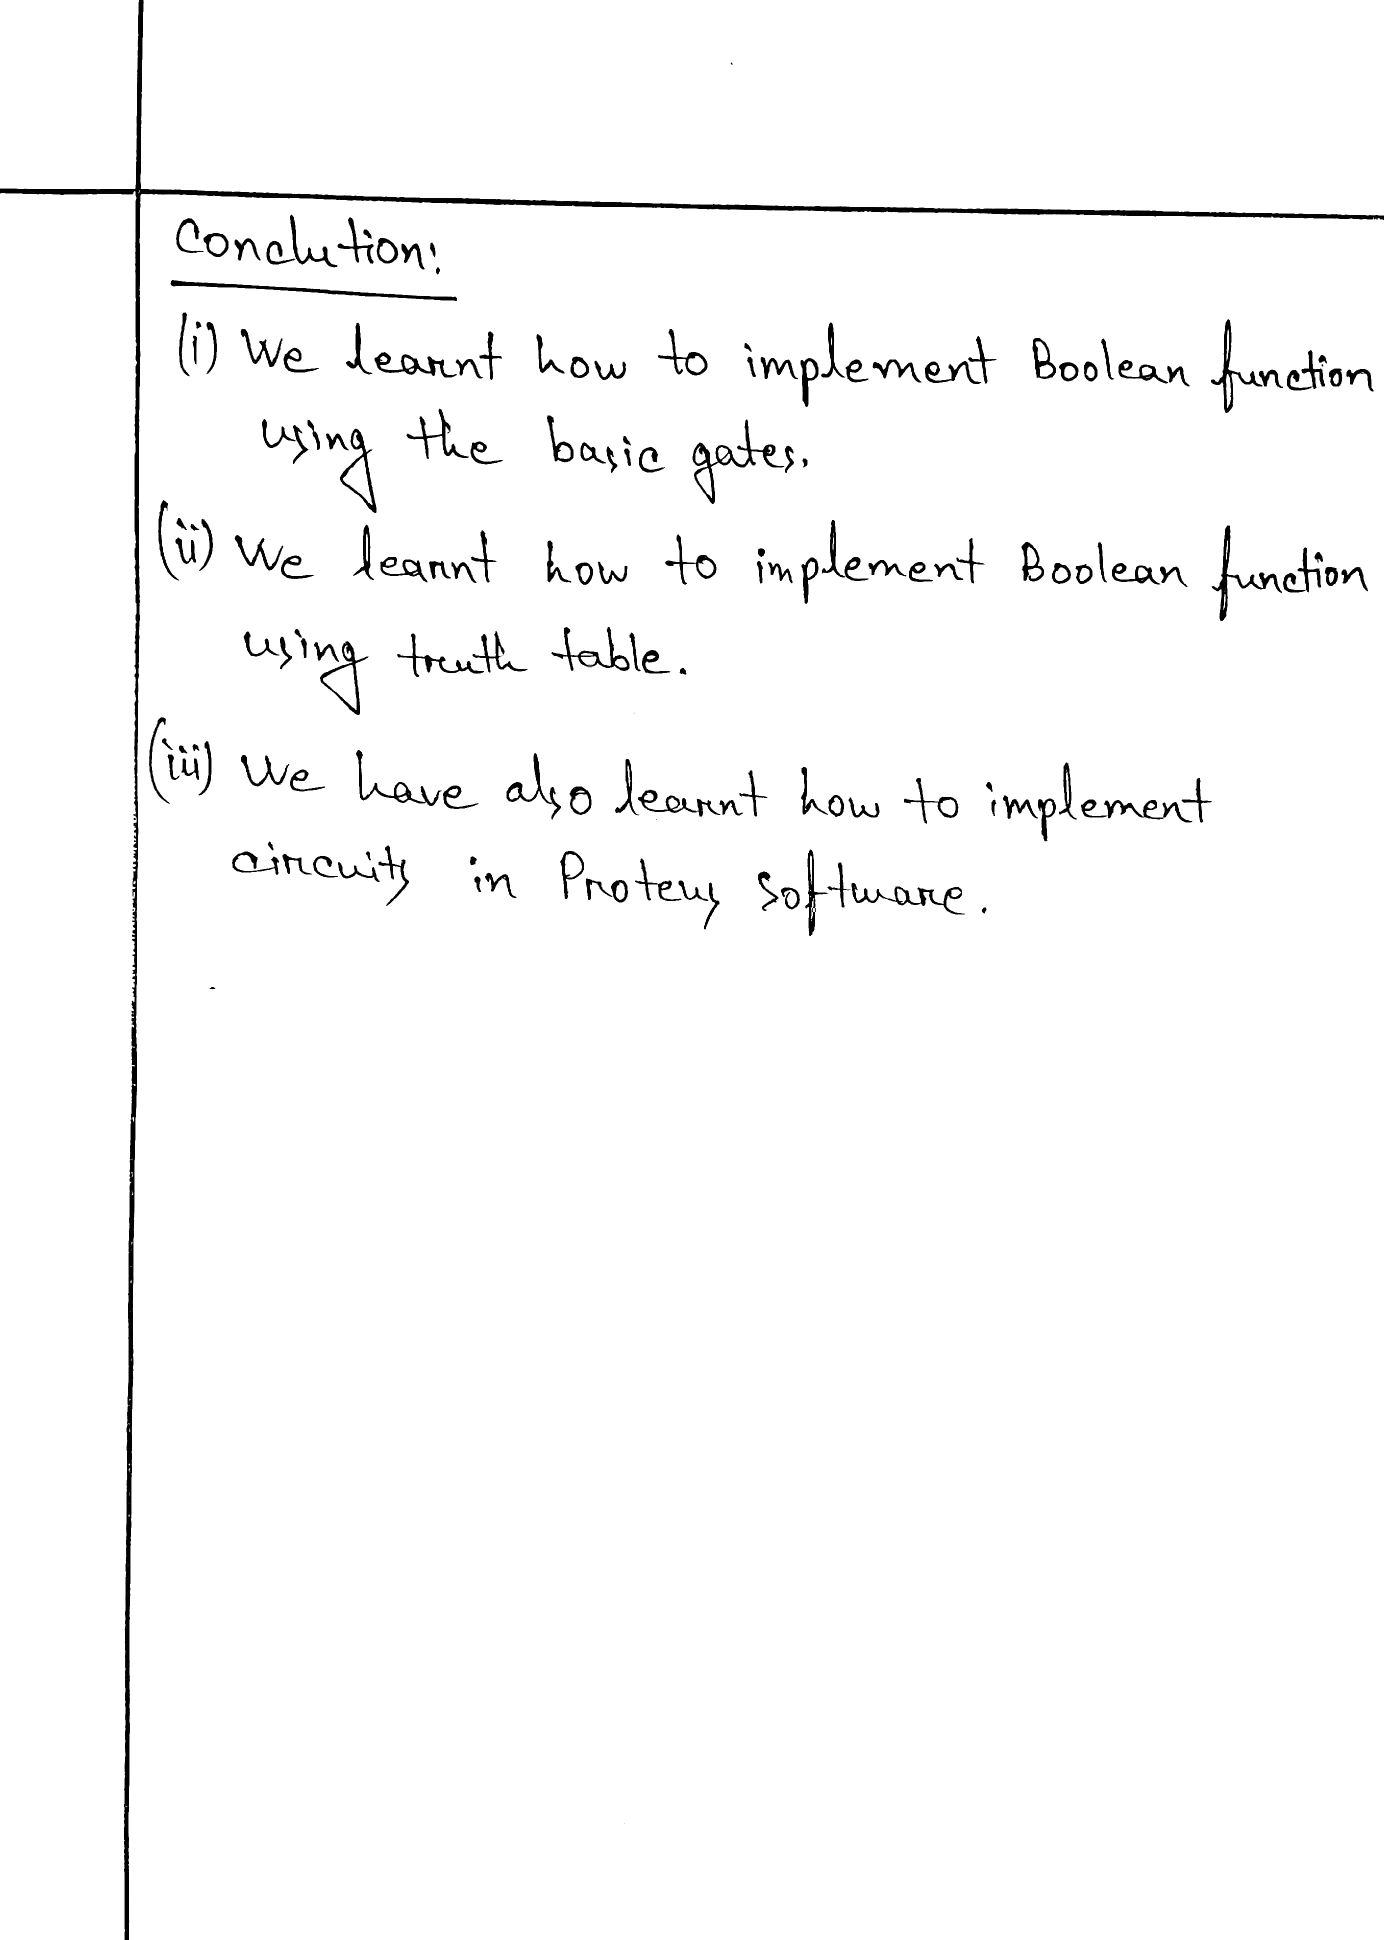 Conclution:
(i) We learnt how to implement Boolean function
using the basic gates.
(ii) We learnt how to implement Boolean function
using truth table.
(iii) We have also learnt how to implement
circuits in Proteus software.